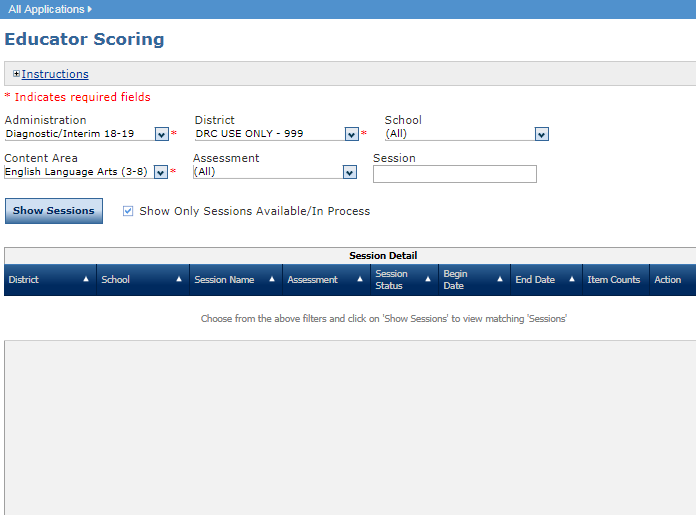 All Applications
Educator Scoring
Instructions
* Indicates required fields
Administration District School
Diagnostic/Interim 18-19 * DRC USE ONLY - 999 * (All)
Content Area Assessment Session
English Language Arts (3-8) * (All)
Show Sessions Show Only Sessions Available/In Process
Session Detail
District School Session Name Assessment Session Status Begin Date End Date Item Counts Action
Choose from the above filters and click on 'Show Sessions' to view matching 'Sessions'